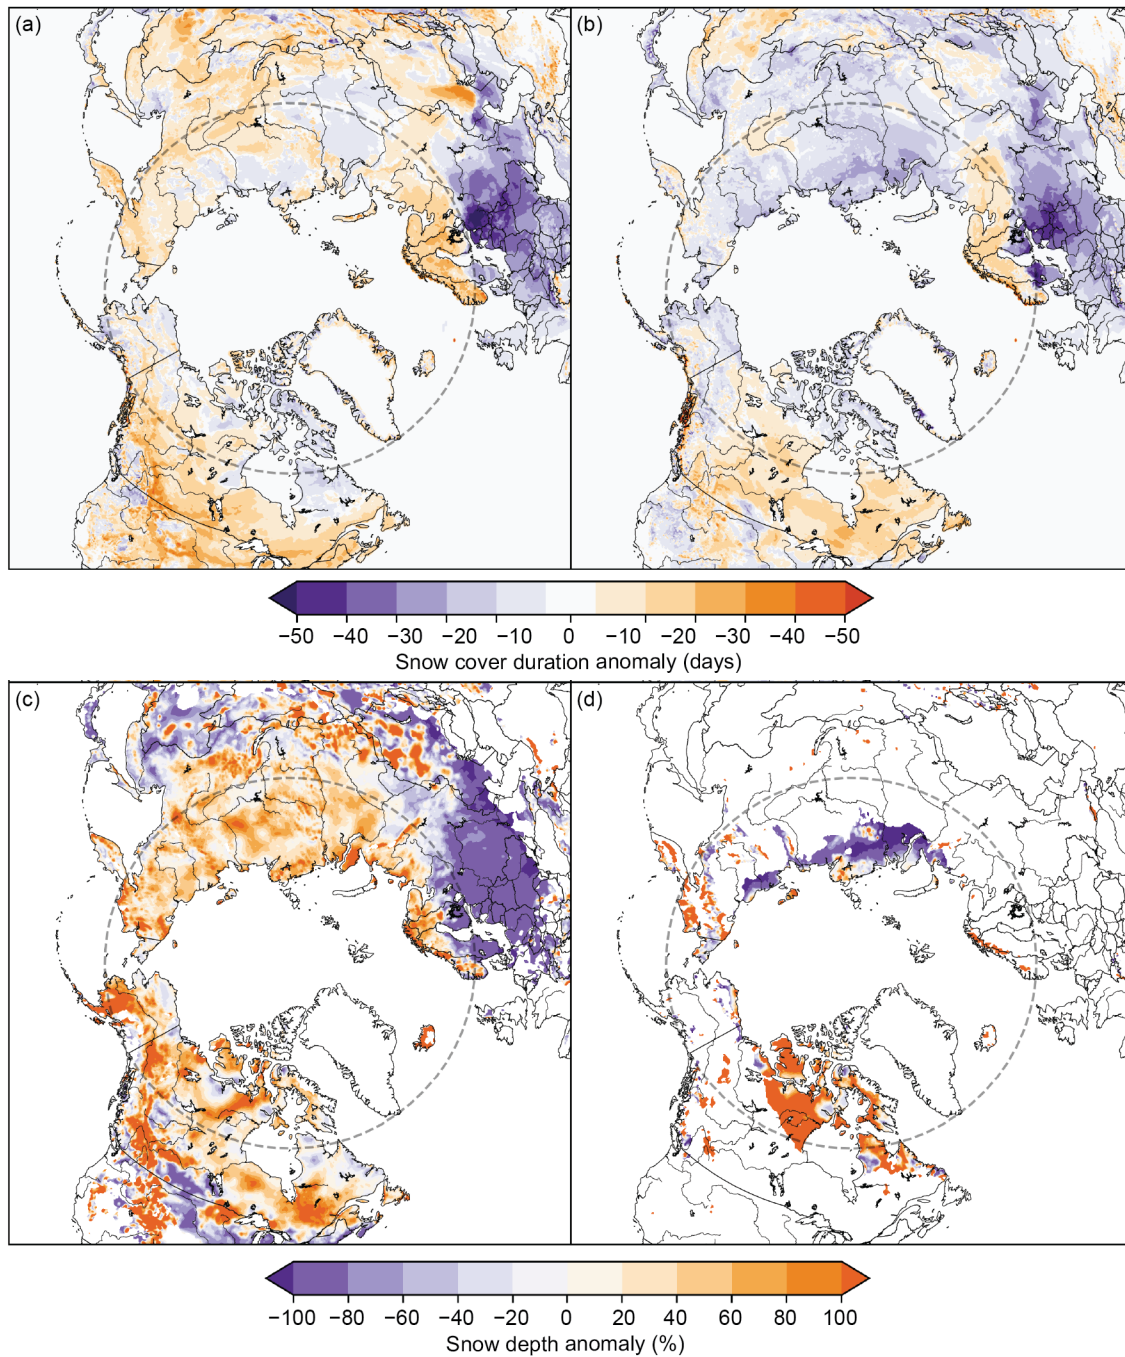 (a)
(b)
−50 −40 −30 −20 −10 0 −10 −20 −30 −40 −50
Snow cover duration anomaly (days)
(c)
(d)
−100 −80 −60 −40 −20 0 20 40 60 80 100
Snow depth anomaly (%)